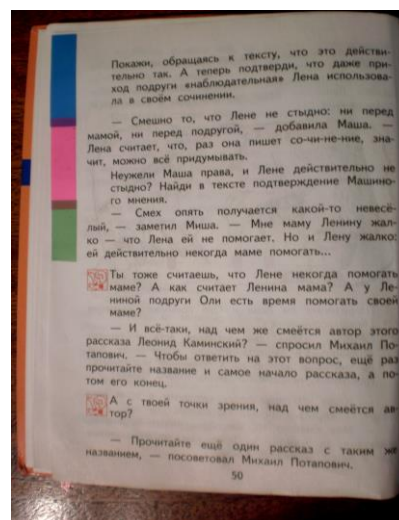 Покажи, обращаясь к тексту, что это действи-
тельно так. А теперь подтверди, что даже при-
ход подруги «наблюдательная» Лена использова-
ла в своём сочинении.
— Смешно то, что Лене не стыдно: ни перед
мамой, ни перед подругой, — добавила Маша. —
Лена считает, что, раз она пишет со-чи-не-ние, зна-
чит, можно всё придумывать.
Неужели Маша права, и Лене действительно не
стыдно? Найди в тексте подтверждение Машино-
го мнения.
— Смех опять получается какой-то невесё-
лый, — заметил Миша. — Мне маму Ленину жал-
ко — что Лена ей не помогает. Но и Лену жалко:
ей действительно некогда маме помогать...
Ты тоже считаешь, что Лене некогда помогать
маме? А как считает Ленина мама? А у Ле-
ниной подруги Оли есть время помогать своей
маме?
— И всё-таки, над чем же смеётся автор этого
рассказа Леонид Каминский? — спросил Михаил По-
тапович. — Чтобы ответить на этот вопрос, ещё раз
прочитайте название и самое начало рассказа, а по-
том его конец.
А с твоей точки зрения, над чем смеётся ав-
тор?
— Прочитайте ещё один рассказ с таким же
названием, — посоветовал Михаил Потапович.
50